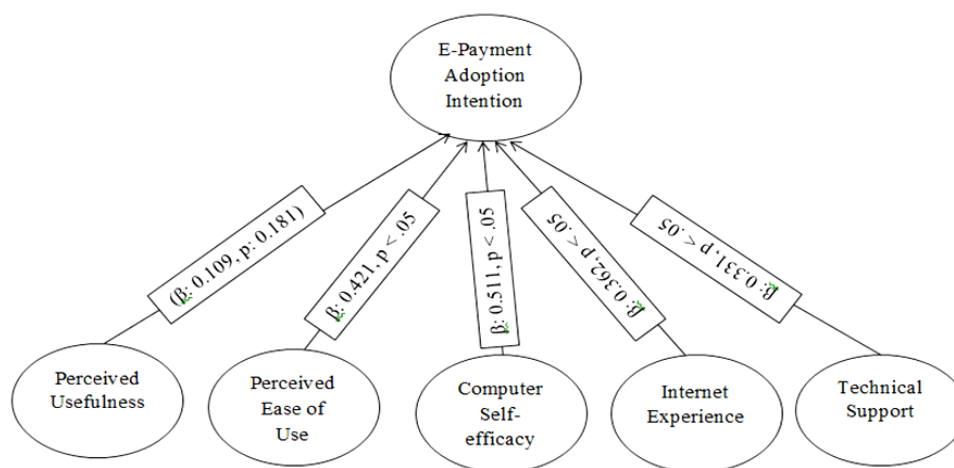 E-Payment
Adoption
Intention
(β: 0.109, p: 0.181)
β: 0.421, p < .05
β: 0.511, p < .05
β: 0.362, p < .05
β: 0.331, p < .05
Perceived
Usefulness
Perceived
Ease of
Use
Computer
Self-
efficacy
Internet
Experience
Technical
Support